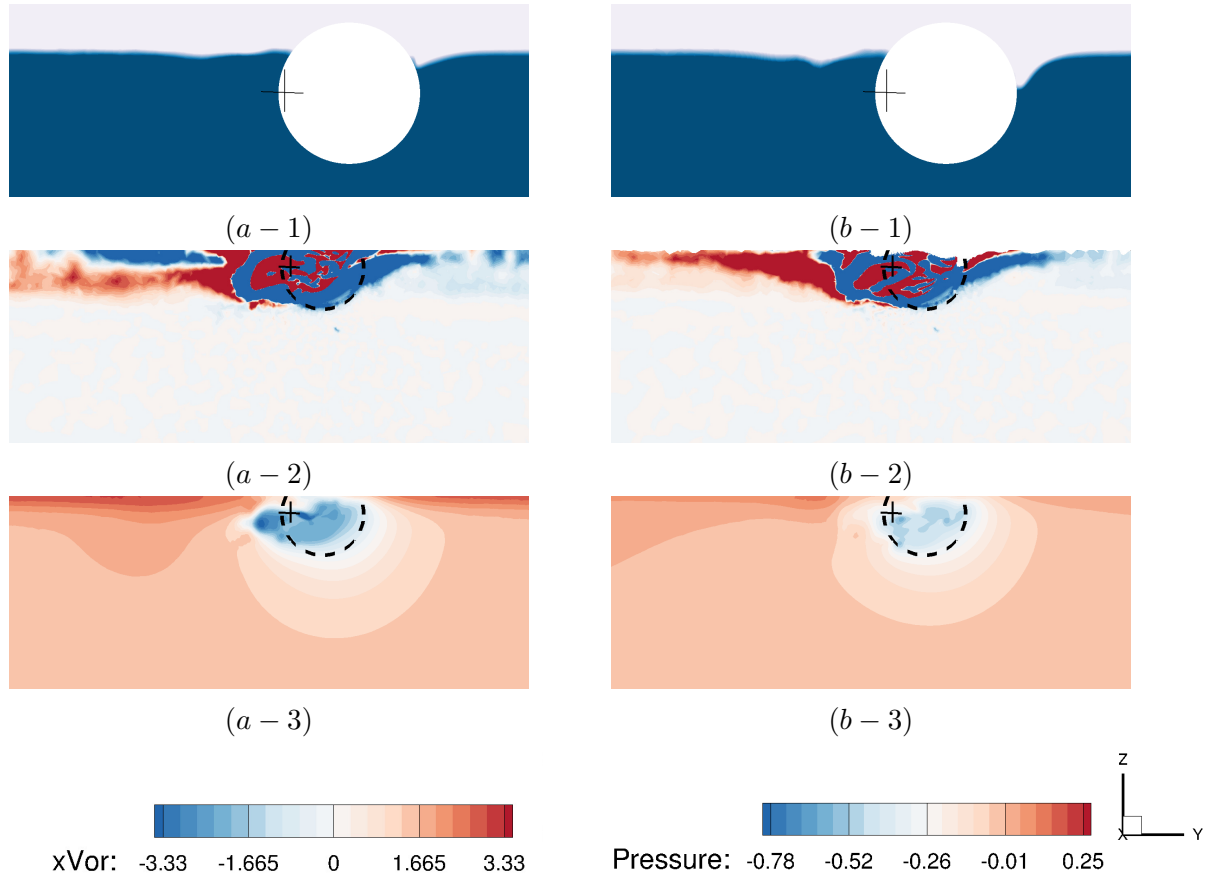 (a − 1) (b − 1)
(a − 2) (b − 2)
(a − 3) (b − 3)
Z
X Y
xVor: -3.33 -1.665 0 1.665 3.33
Pressure: -0.78 -0.52 -0.26 -0.01 0.25